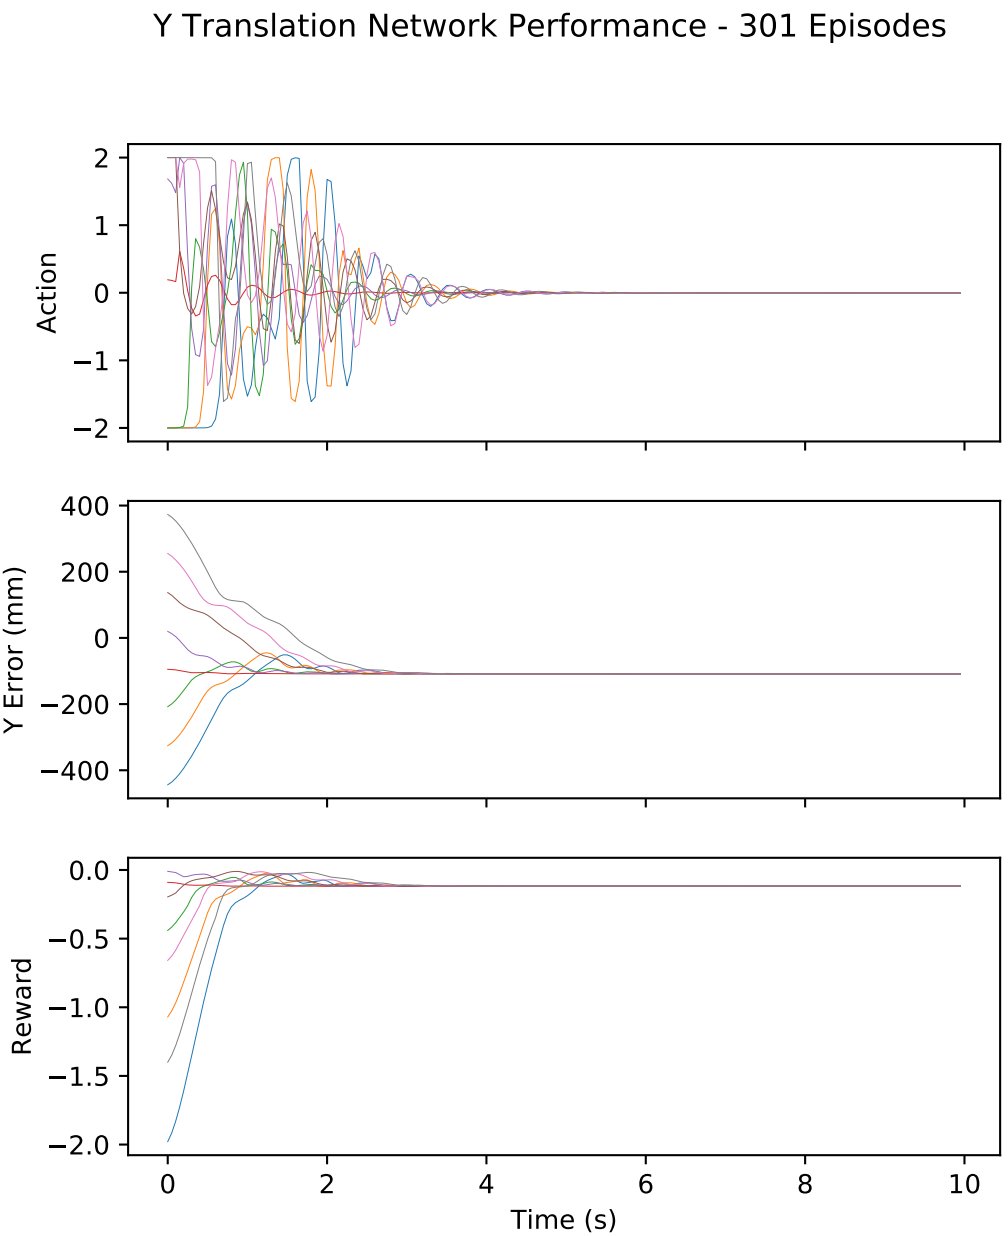 Y Translation Network Performance - 301 Episodes
2
1
0
−1
−2
Action
400
200
0
−200
−400
Y Error (mm)
0.0
−0.5
−1.0
−1.5
−2.0
Reward
0 2 4 6 8 10
Time (s)